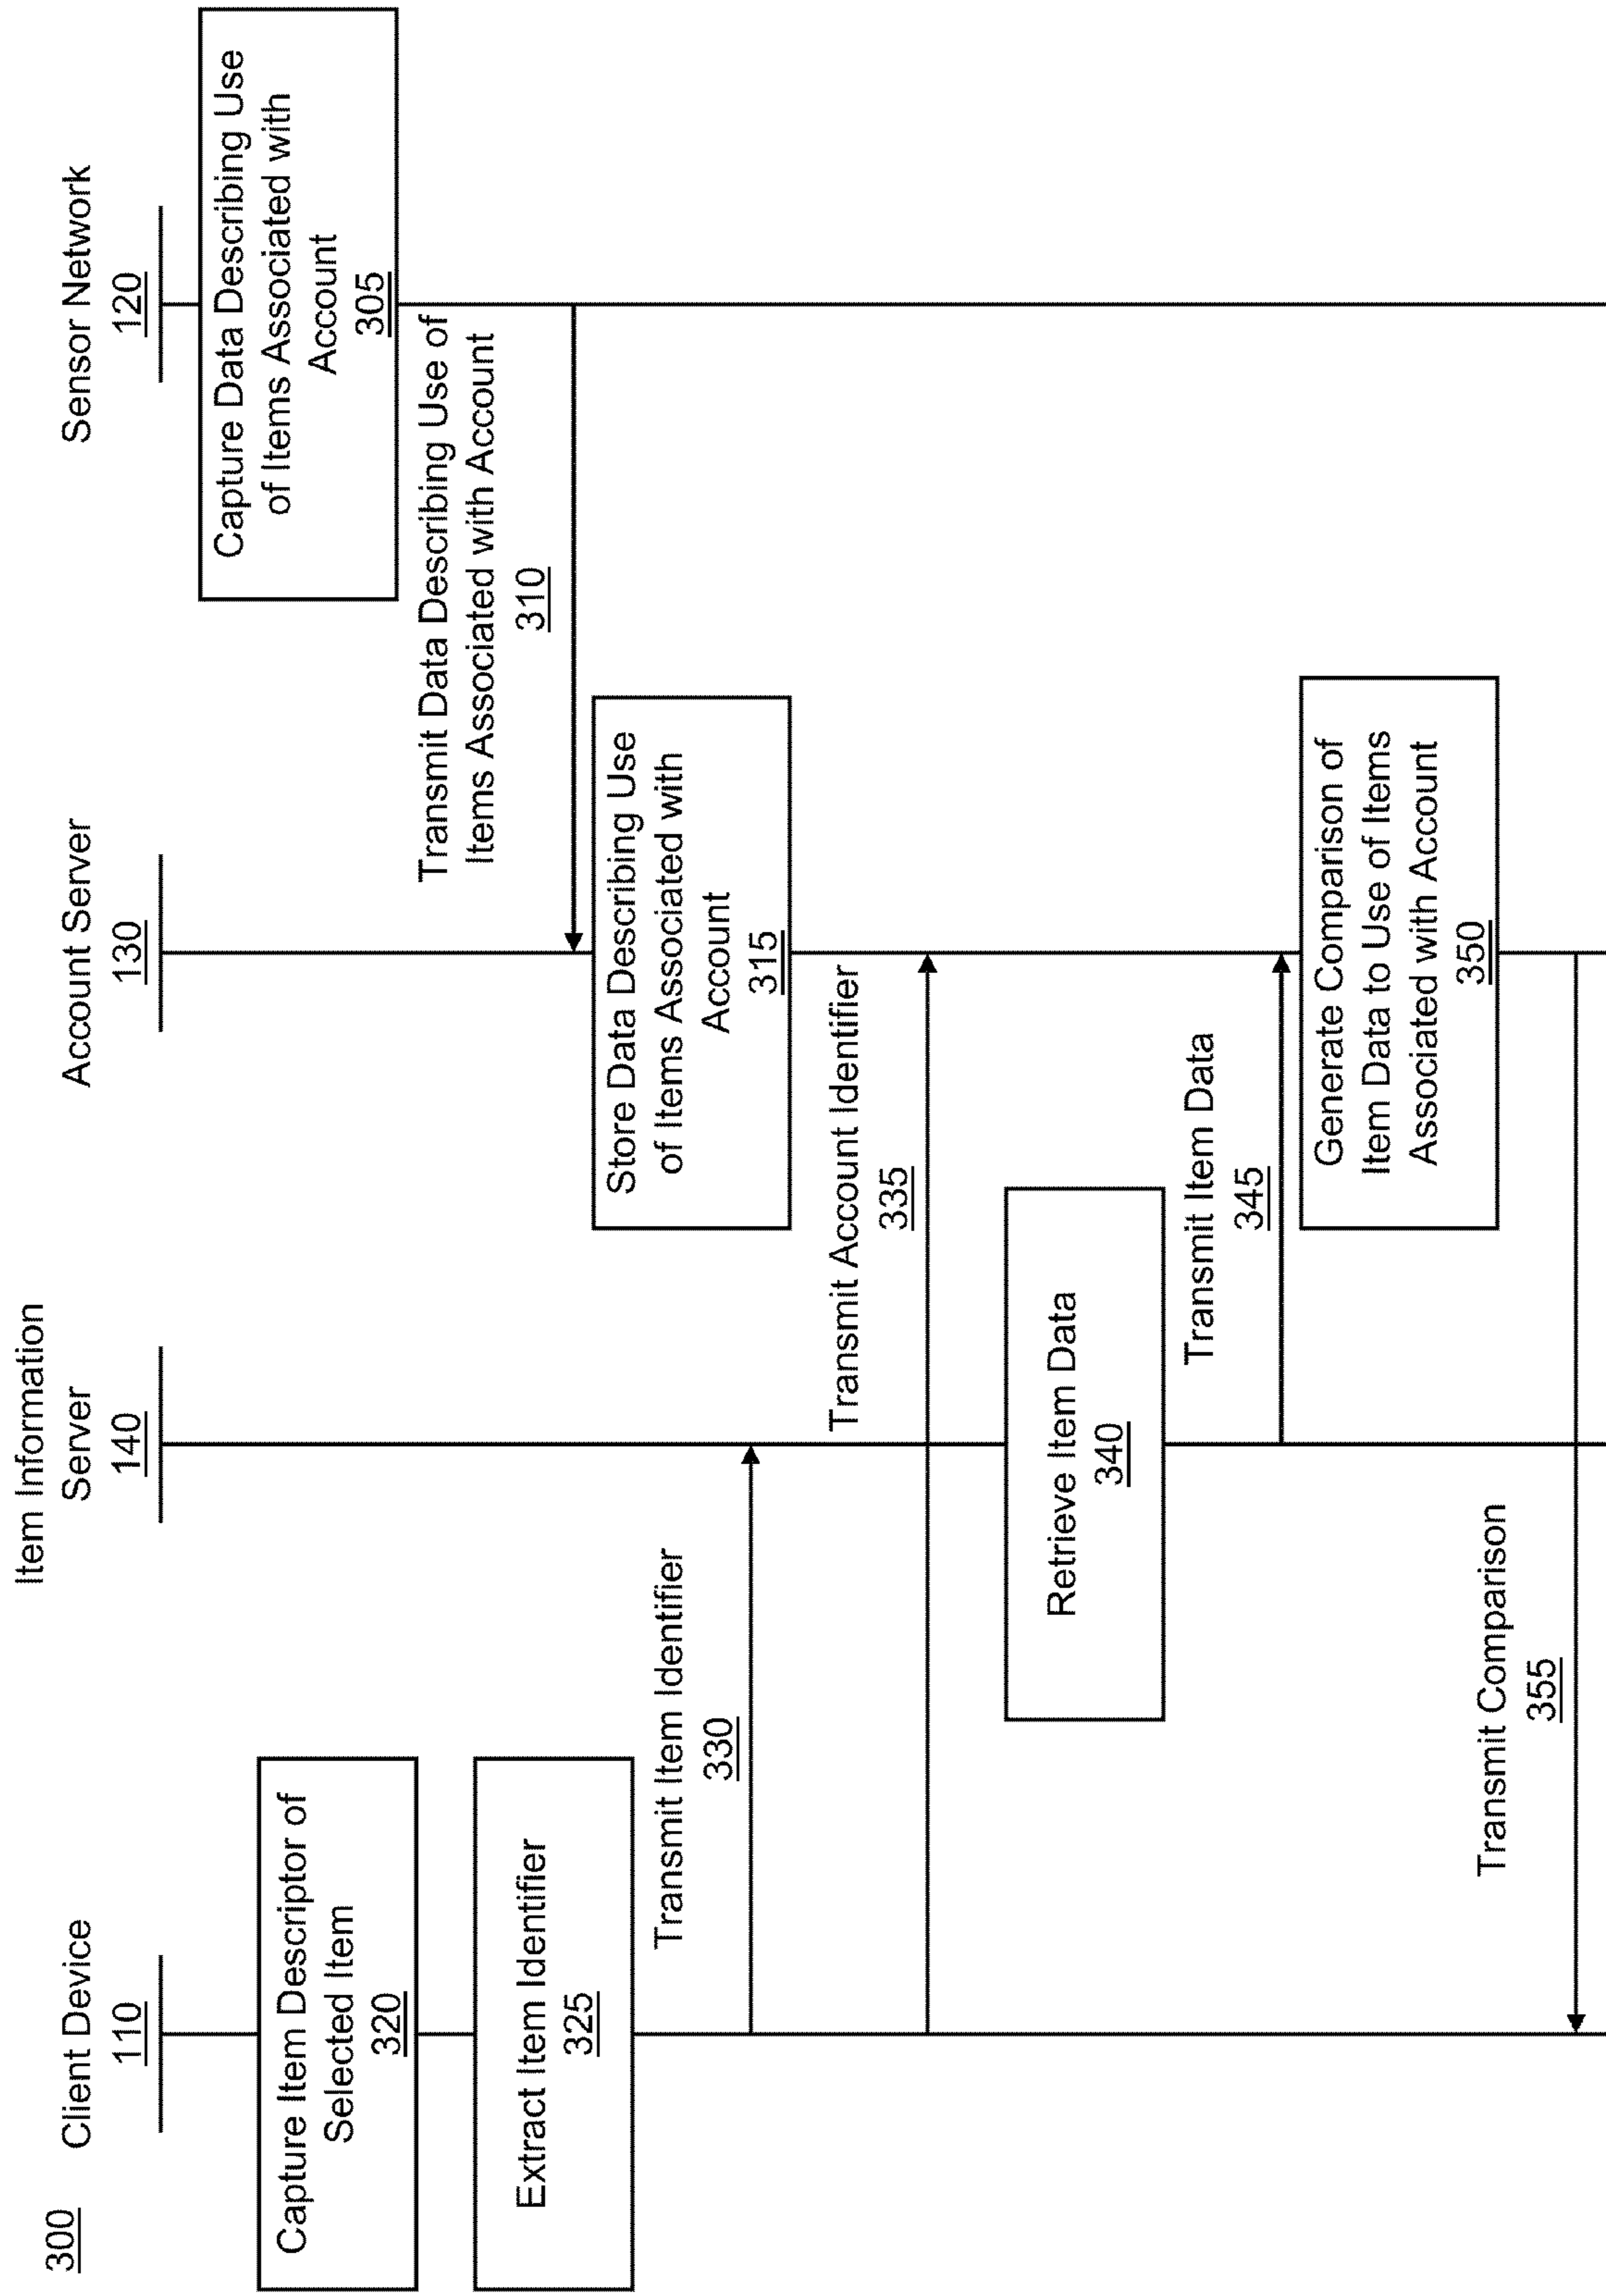 300
Client Device
110
Item Information
Server
140
Account Server
130
Sensor Network
120
Capture Data Describing Use
of Items Associated with
Account
305
Transmit Data Describing Use of
Items Associated with Account
310
Store Data Describing Use
of Items Associated with
Account
315
Capture Item Descriptor of
Selected Item
320
Extract Item Identifier
325
Transmit Item Identifier
330
Transmit Account Identifier
335
Retrieve Item Data
340
Transmit Item Data
345
Generate Comparison of
Item Data to Use of Items
Associated with Account
350
Transmit Comparison
355